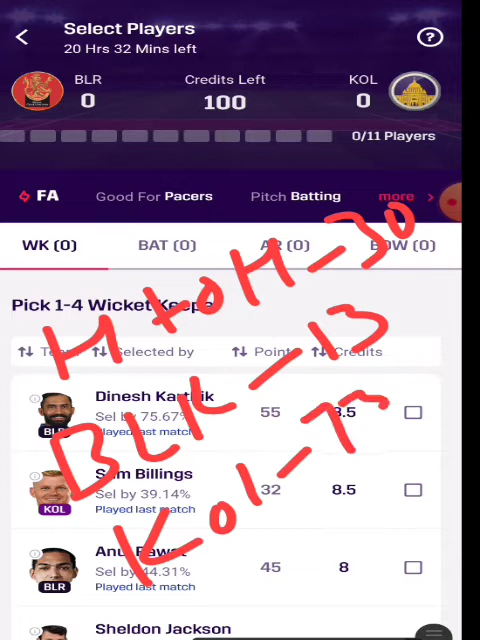 Select Players
20 Hrs 32 Mins left
?
BLR
0
Credits Left
100
KOL
0
0/11 Players
FA Good For Pacers Pitch Batting more >
WK (0) BAT (0) AR (0) BOW (0)
H to H - 30
Pick 1-4 Wicket Keeper
Selected by Points Credits
BLR - 13
Dinesh Karthik
Sel by 75.67%
Played last match
55 8.5
BLR
Kol - 
Sam Billings
Sel by 39.14%
Played last match
32 8.5
KOL
Anuj Rawat
Sel by 44.31%
Played last match
45 8
BLR
Sheldon Jackson